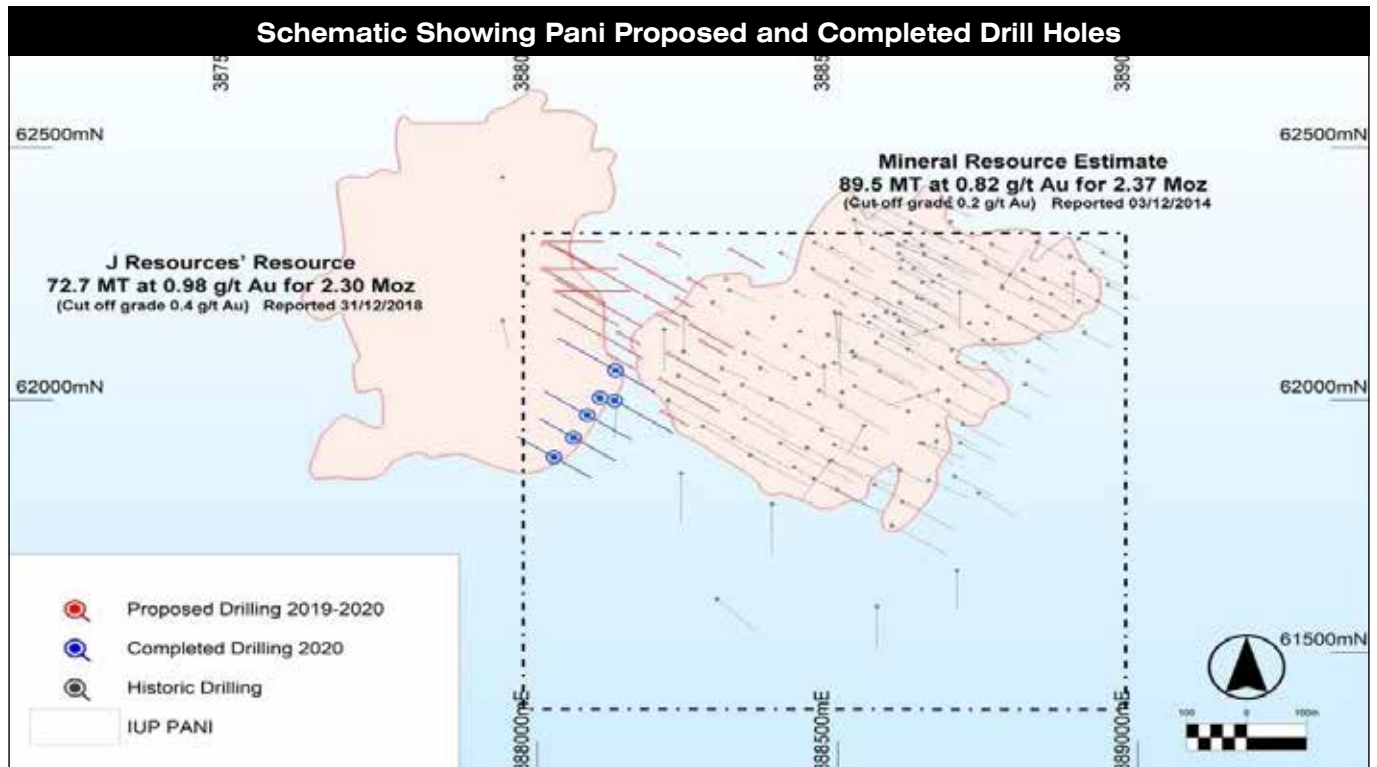 Schematic Showing Pani Proposed and Completed Drill Holes
3875
3880
3885
3890
62500mN
62500mN
Mineral Resource Estimate
89.5 MT at 0.82 g/t Au for 2.37 Moz
(Cut off grade 0.2 g/t Au) Reported 03/12/2014
J Resources' Resource
72.7 MT at 0.98 g/t Au for 2.30 Moz
(Cut off grade 0.4 g/t Au) Reported 31/12/2018
62000mN
62000mN
Proposed Drilling 2019-2020
Completed Drilling 2020
Historic Drilling
IUP PANI
61500mN
388000mE
388500mE
389000mE
100 0 100m